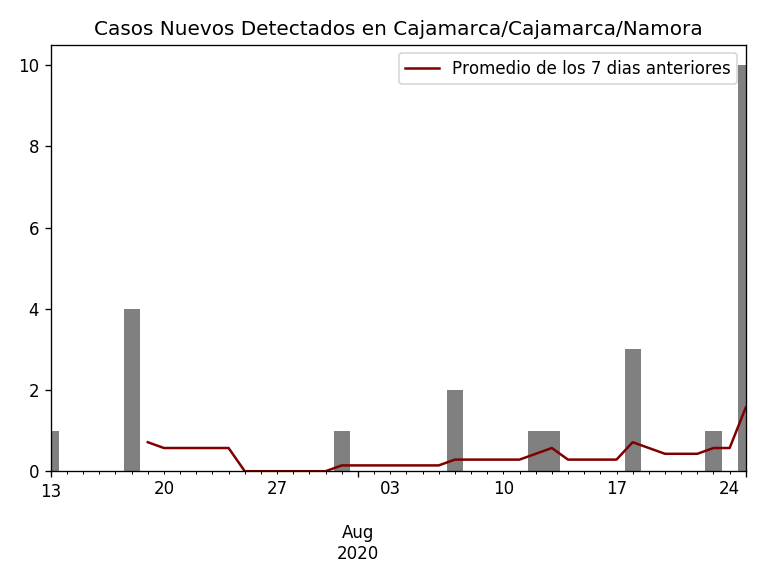 Casos Nuevos Detectados en Cajamarca/Cajamarca/Namora
Promedio de los 7 dias anteriores
10
8
6
4
2
0
13 20 27 03 10 17 24
Aug
2020